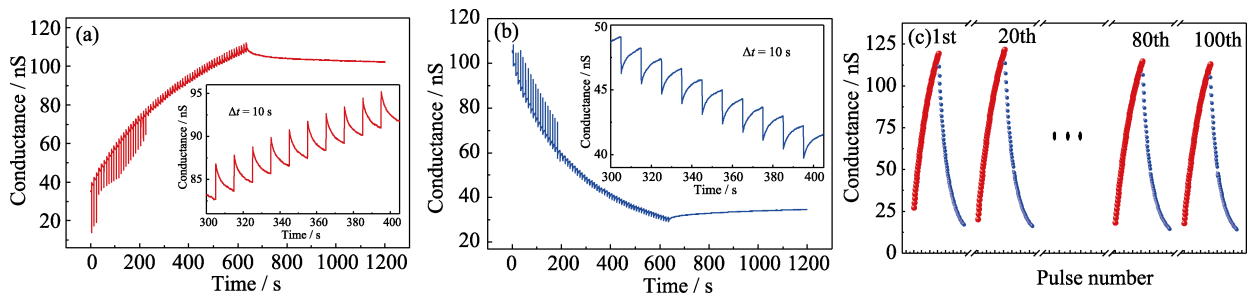 (a)
120
100
80
60
40
20
Conductance / nS
0 200 400 600 800 1000 1200
Time / s
Δt = 10 s
95
90
85
Conductance / nS
300 320 340 360 380 400
Time / s
(b)
120
100
80
60
40
20
Conductance / nS
0 200 400 600 800 1000 1200
Time / s
Δt = 10 s
50
45
40
Conductance / nS
300 320 340 360 380 400
Time / s
(c) 1st 20th 80th 100th
125
100
75
50
25
0
Conductance / nS
Pulse number